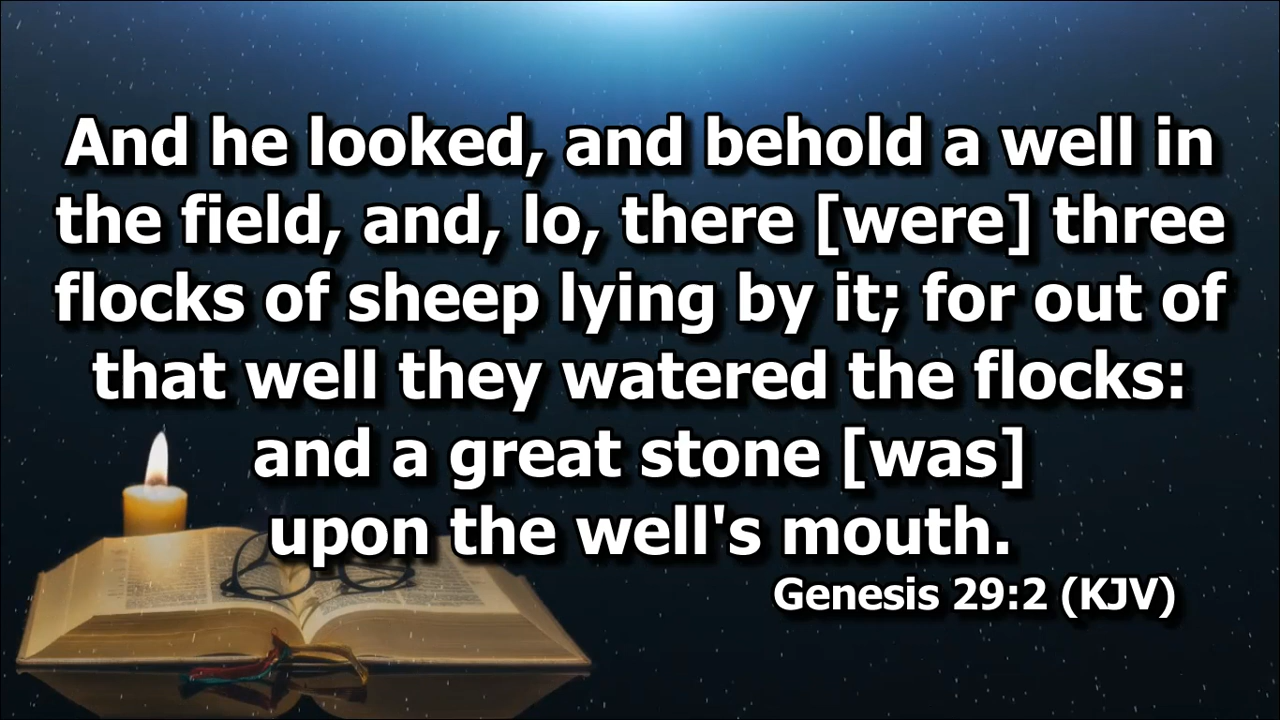 And he looked, and behold a well in
the field, and, lo, there [were] three
flocks of sheep lying by it; for out of
that well they watered the flocks:
and a great stone [was]
upon the well's mouth.
Genesis 29:2 (KJV)